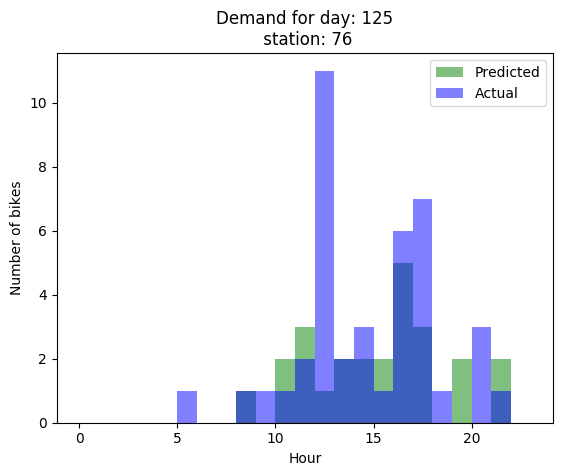 Demand for day: 125
station: 76
Predicted
Actual
Number of bikes
10
8
6
4
2
0
0 5 10 15 20
Hour